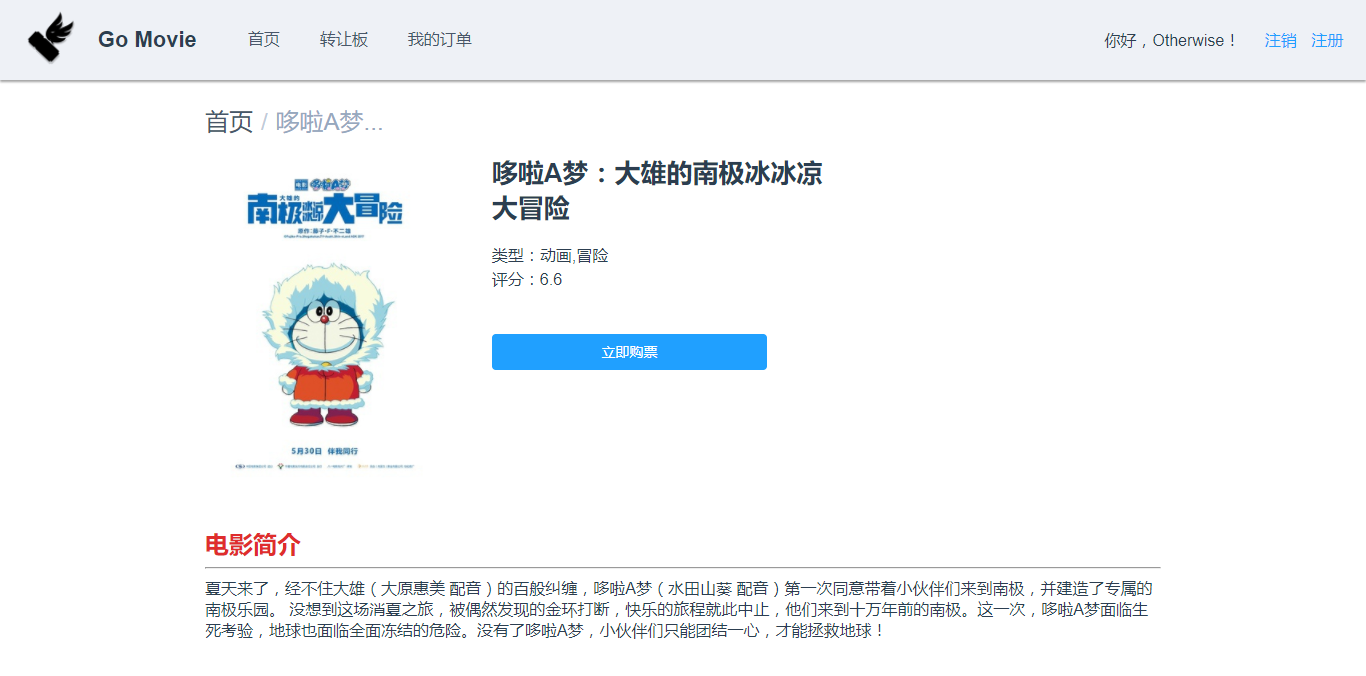 Go Movie
首页
转让板
我的订单
你好，Otherwise！
注销
注册
首页 / 哆啦A梦...
电影 哆啦A梦
大雄的
南极冰冰凉大冒险
原作：藤子·F·不二雄
5月30日 伴我同行
哆啦A梦：大雄的南极冰冰凉
大冒险
类型：动画,冒险
评分：6.6
立即购票
电影简介
夏天来了，经不住大雄（大原惠美 配音）的百般纠缠，哆啦A梦（水田山葵 配音）第一次同意带着小伙伴们来到南极，并建造了专属的
南极乐园。 没想到这场消夏之旅，被偶然发现的金环打断，快乐的旅程就此中止，他们来到十万年前的南极。这一次，哆啦A梦面临生
死考验，地球也面临全面冻结的危险。没有了哆啦A梦，小伙伴们只能团结一心，才能拯救地球！